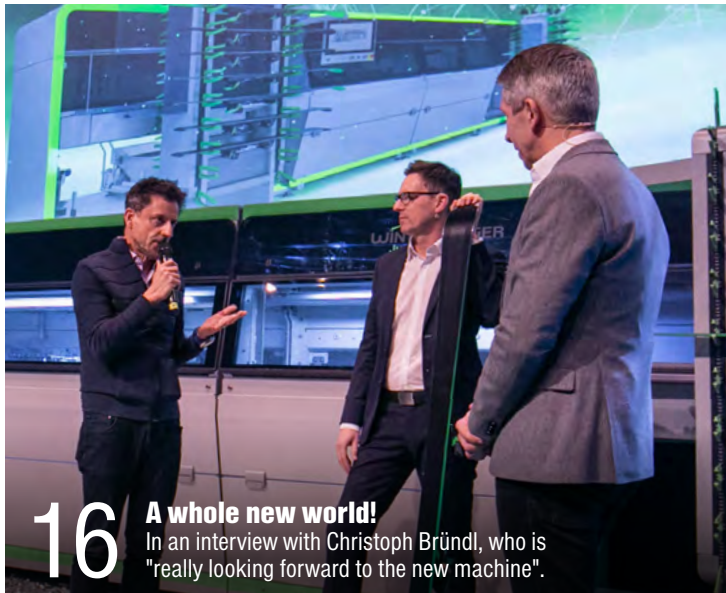 16
A whole new world!
In an interview with Christoph Bründl, who is
"really looking forward to the new machine".